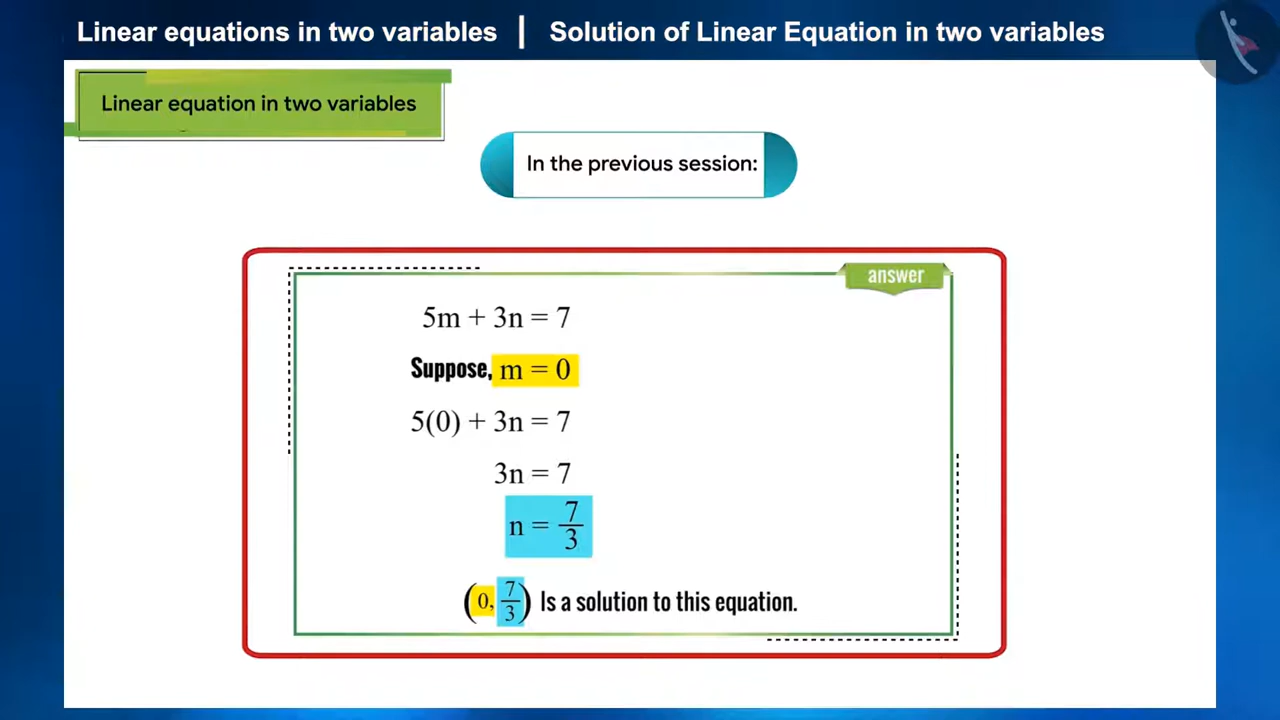 Linear equations in two variables | Solution of Linear Equation in two variables
Linear equation in two variables
In the previous session:
answer
5m + 3n = 7
Suppose, m = 0
5(0) + 3n = 7
3n = 7
n = 7/3
(0, 7/3) Is a solution to this equation.